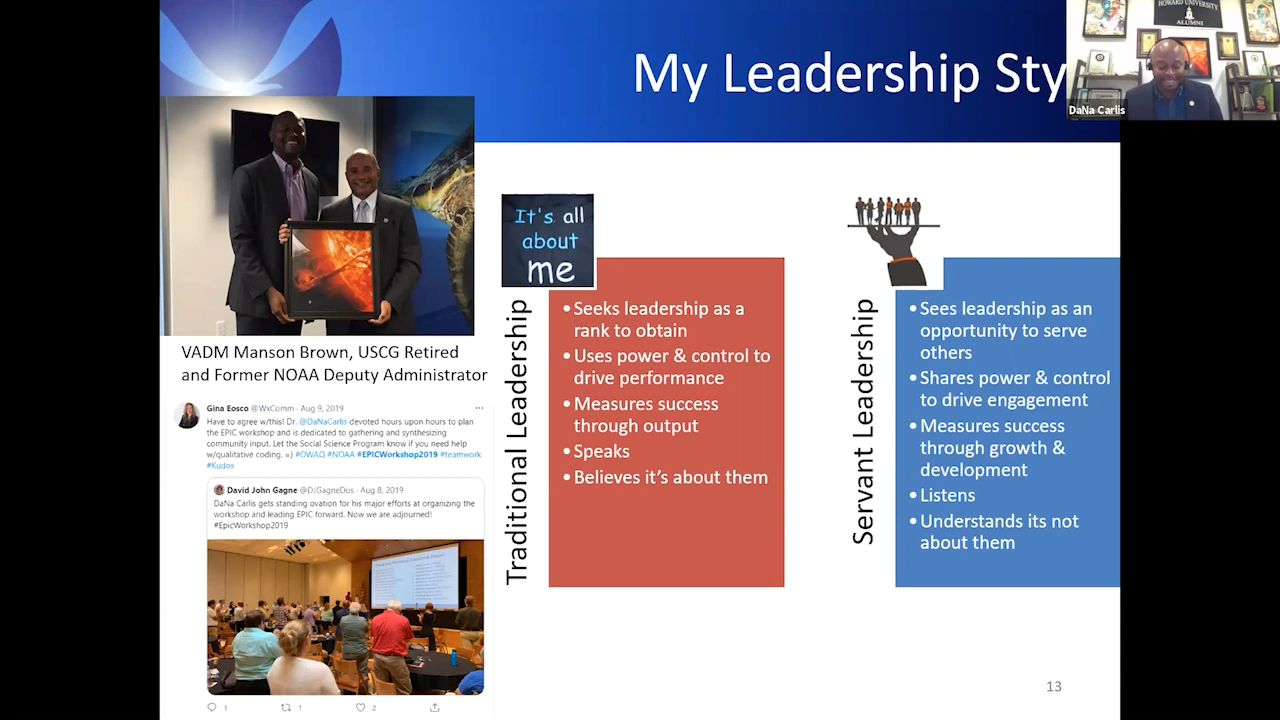 My Leadership Sty
HOWARD UNIVERSITY
ALUMNI
DaNa Carlis
VADM Manson Brown, USCG Retired
and Former NOAA Deputy Administrator
Gina Eosco @WxComm · Aug 9, 2019
Have to agree w/this! Dr. @DaNaCarlis devoted hours upon hours to plan
the EPIC workshop and is dedicated to gathering and synthesizing
community input. Let the Social Science Program know if you need help
w/qualitative coding. =) #OWAQ #NOAA #EPICWorkshop2019 #teamwork
#Kudos
David John Gagne @DJGagneDos · Aug 8, 2019
DaNa Carlis gets standing ovation for his major efforts at organizing the
workshop and leading EPIC forward. Now we are adjourned!
#EpicWorkshop2019
1 1 2
It's all
about
me
Traditional Leadership
•Seeks leadership as a
rank to obtain
•Uses power & control to
drive performance
•Measures success
through output
•Speaks
•Believes it's about them
Servant Leadership
•Sees leadership as an
opportunity to serve
others
•Shares power & control
to drive engagement
•Measures success
through growth &
development
•Listens
•Understands its not
about them
13